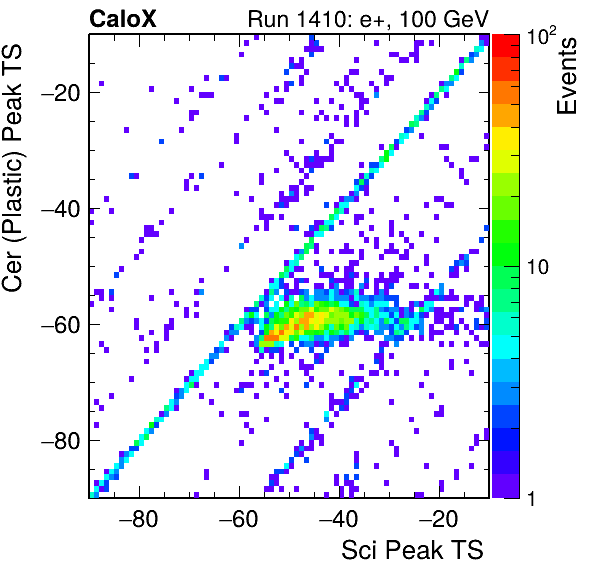 CaloX Run 1410: e+, 100 GeV
Cer (Plastic) Peak TS
−20
−40
−60
−80
−80 −60 −40 −20
Sci Peak TS
10²
10
1
Events